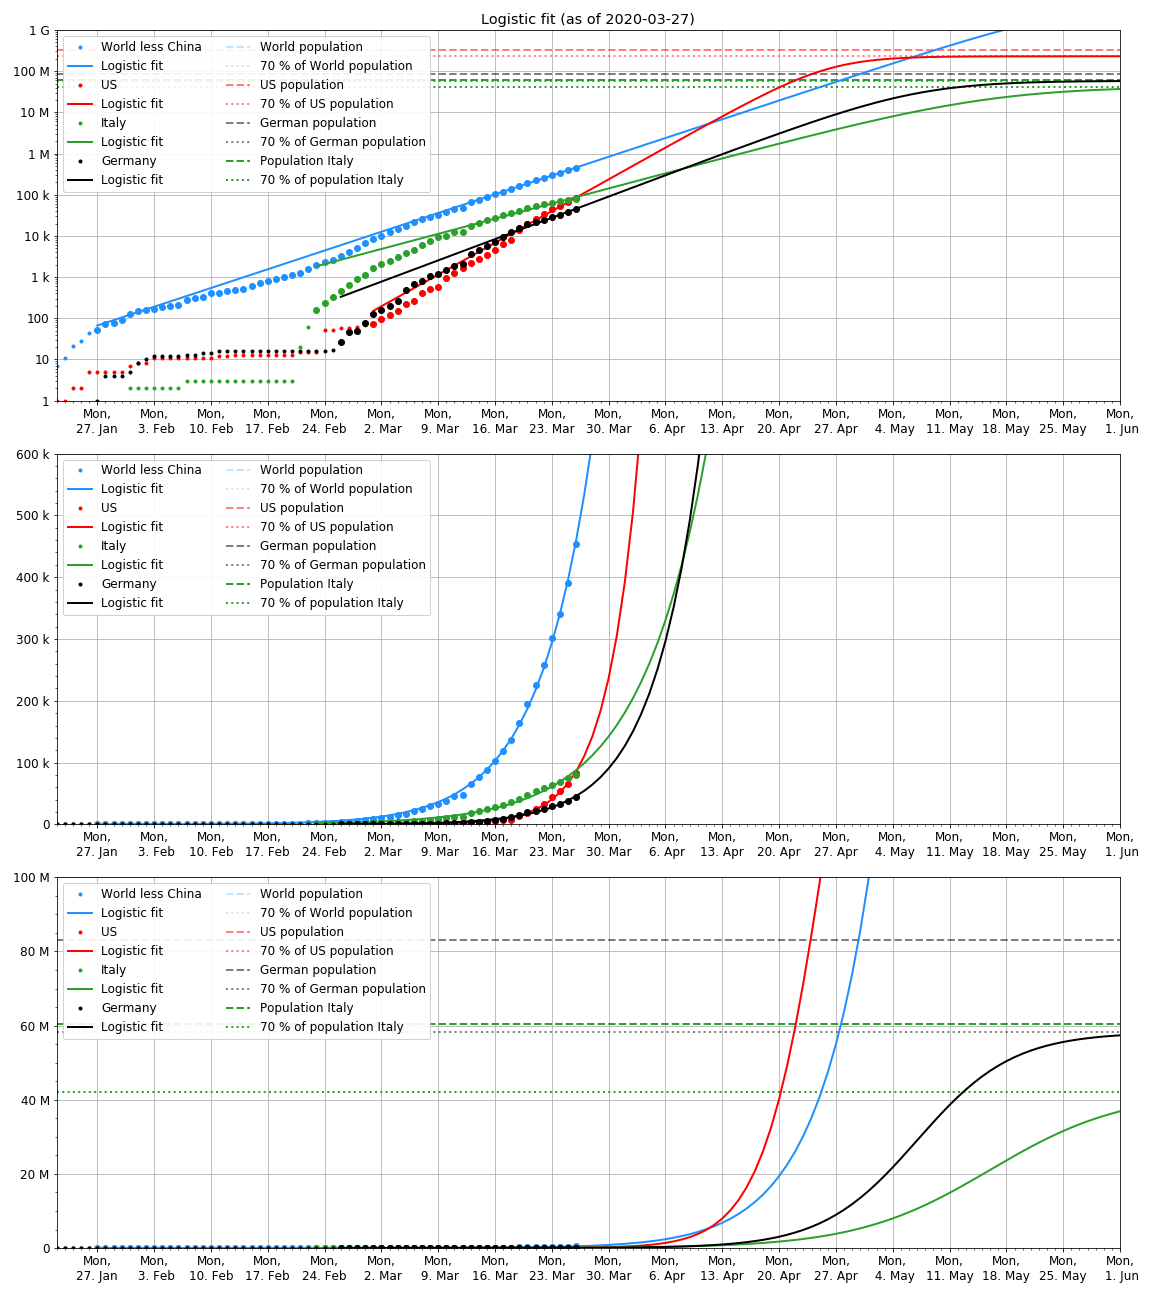 Logistic fit (as of 2020-03-27)
1 G
100 M
10 M
1 M
100 k
10 k
1 k
100
10
1
World less China
Logistic fit
US
Logistic fit
Italy
Logistic fit
Germany
Logistic fit
World population
70 % of World population
US population
70 % of US population
German population
70 % of German population
Population Italy
70 % of population Italy
Mon, Mon, Mon, Mon, Mon, Mon, Mon, Mon, Mon, Mon, Mon, Mon, Mon, Mon, Mon, Mon, Mon, Mon, Mon,
27. Jan 3. Feb 10. Feb 17. Feb 24. Feb 2. Mar 9. Mar 16. Mar 23. Mar 30. Mar 6. Apr 13. Apr 20. Apr 27. Apr 4. May 11. May 18. May 25. May 1. Jun
600 k
500 k
400 k
300 k
200 k
100 k
0
World less China
Logistic fit
US
Logistic fit
Italy
Logistic fit
Germany
Logistic fit
World population
70 % of World population
US population
70 % of US population
German population
70 % of German population
Population Italy
70 % of population Italy
Mon, Mon, Mon, Mon, Mon, Mon, Mon, Mon, Mon, Mon, Mon, Mon, Mon, Mon, Mon, Mon, Mon, Mon, Mon,
27. Jan 3. Feb 10. Feb 17. Feb 24. Feb 2. Mar 9. Mar 16. Mar 23. Mar 30. Mar 6. Apr 13. Apr 20. Apr 27. Apr 4. May 11. May 18. May 25. May 1. Jun
100 M
80 M
60 M
40 M
20 M
0
World less China
Logistic fit
US
Logistic fit
Italy
Logistic fit
Germany
Logistic fit
World population
70 % of World population
US population
70 % of US population
German population
70 % of German population
Population Italy
70 % of population Italy
Mon, Mon, Mon, Mon, Mon, Mon, Mon, Mon, Mon, Mon, Mon, Mon, Mon, Mon, Mon, Mon, Mon, Mon, Mon,
27. Jan 3. Feb 10. Feb 17. Feb 24. Feb 2. Mar 9. Mar 16. Mar 23. Mar 30. Mar 6. Apr 13. Apr 20. Apr 27. Apr 4. May 11. May 18. May 25. May 1. Jun